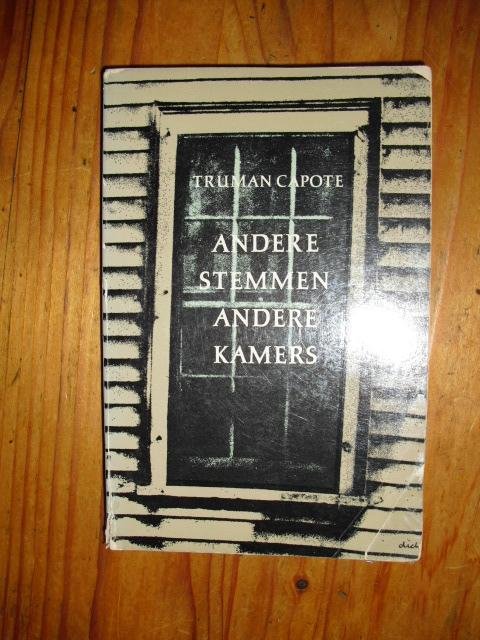 TRUMAN CAPOTE
ANDERE
STEMMEN
ANDERE
KAMERS
dick